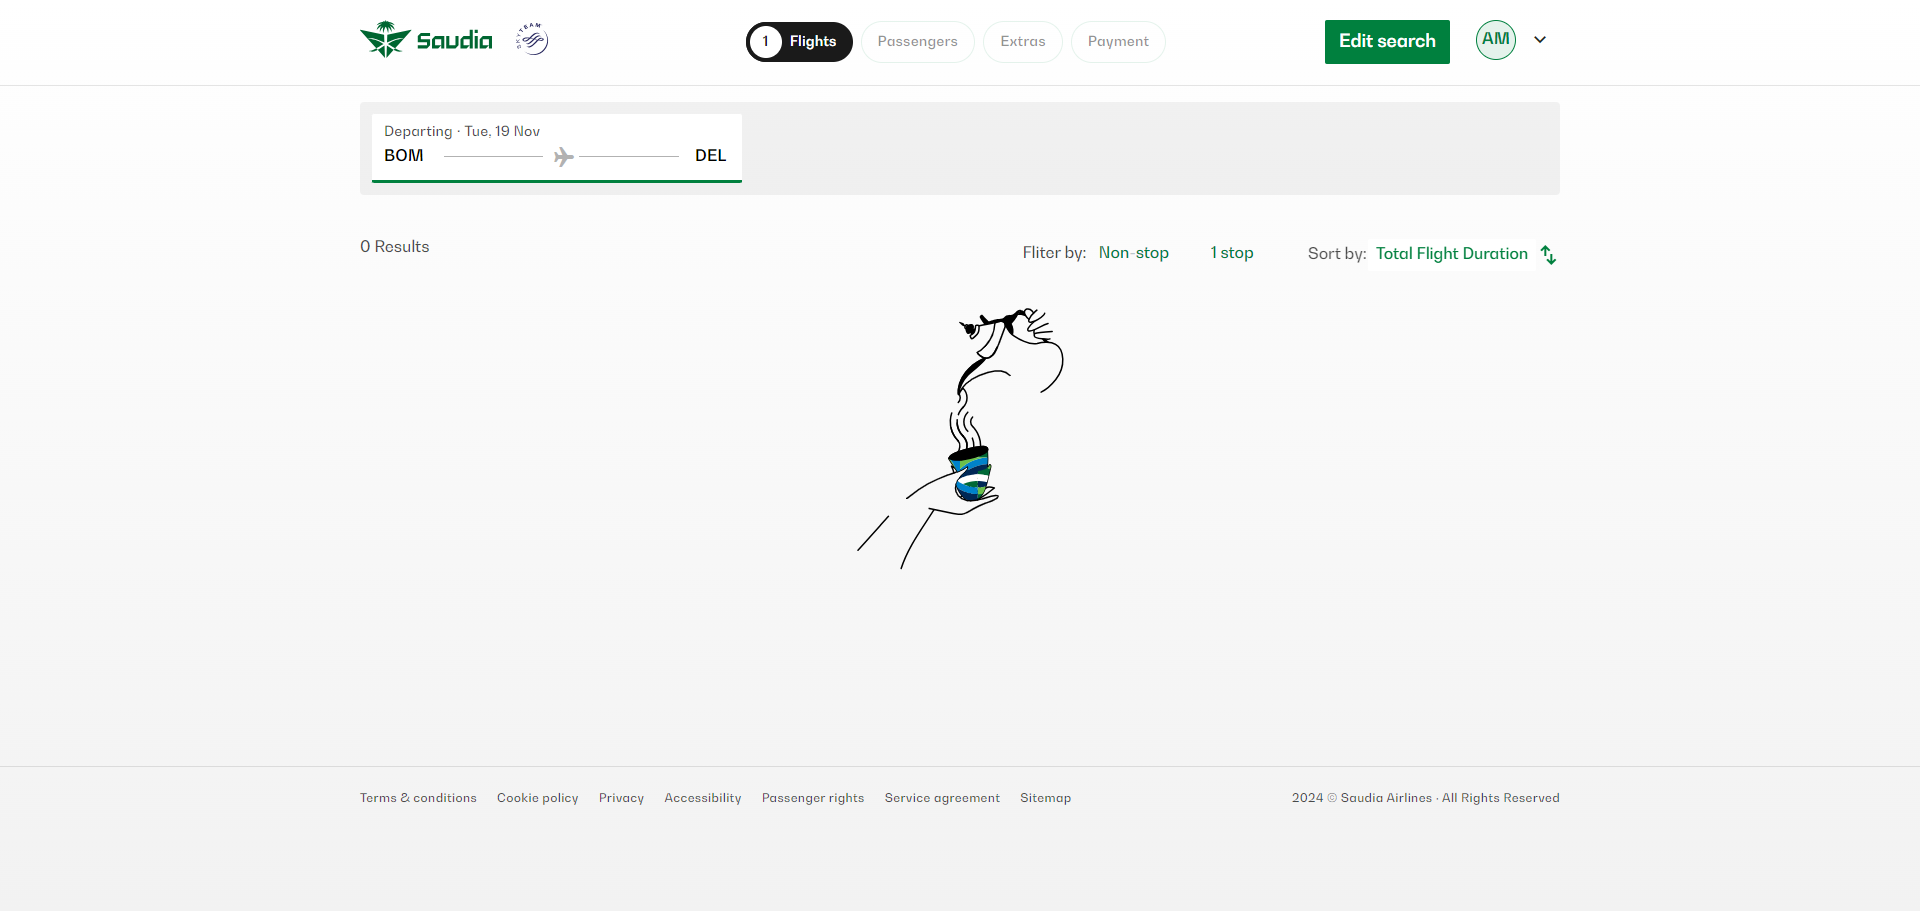 Saudia
SKYTEAM
1 Flights
Passengers
Extras
Payment
Edit search
AM
Departing · Tue, 19 Nov
BOM
DEL
0 Results
Fliter by:
Non-stop
1 stop
Sort by:
Total Flight Duration
Terms & conditions
Cookie policy
Privacy
Accessibility
Passenger rights
Service agreement
Sitemap
2024 © Saudia Airlines · All Rights Reserved